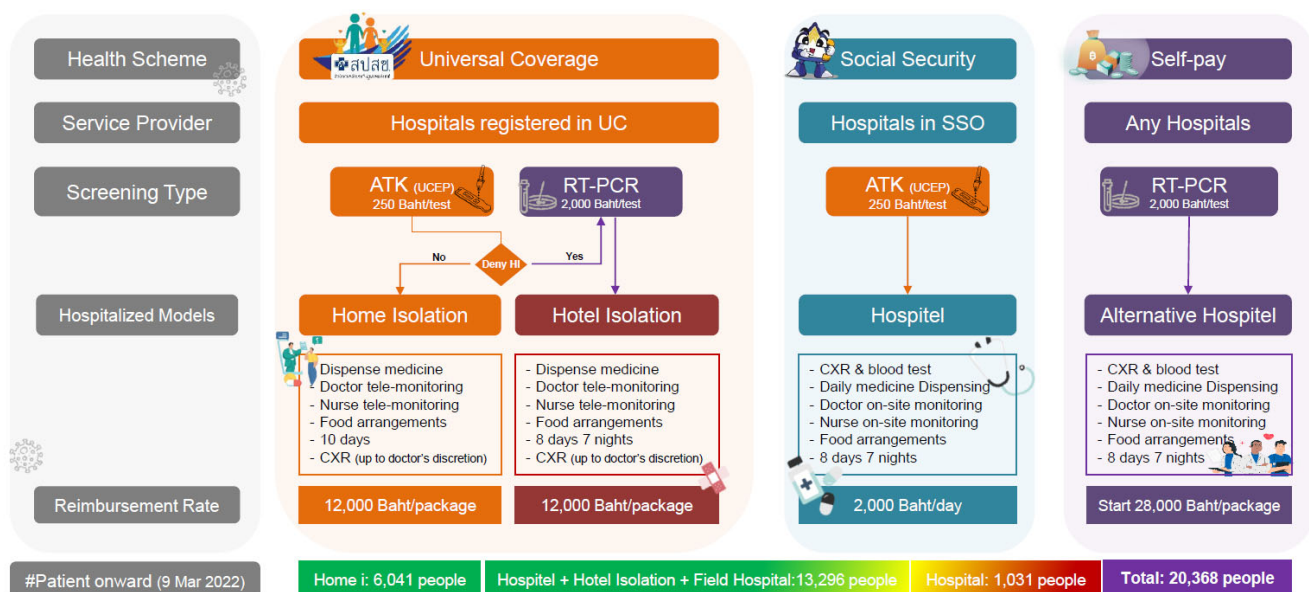 Health Scheme
สปสช.
Universal Coverage
Social Security
Self-pay
Service Provider
Hospitals registered in UC
Hospitals in SSO
Any Hospitals
Screening Type
ATK (UCEP)
250 Baht/test
RT-PCR
2,000 Baht/test
ATK (UCEP)
250 Baht/test
RT-PCR
2,000 Baht/test
No
Deny HI
Yes
Hospitalized Models
Home Isolation
Hotel Isolation
Hospitel
Alternative Hospitel
Dispense medicine
- Doctor tele-monitoring
- Nurse tele-monitoring
- Food arrangements
- 10 days
- CXR (up to doctor's discretion)
- Dispense medicine
- Doctor tele-monitoring
- Nurse tele-monitoring
- Food arrangements
- 8 days 7 nights
- CXR (up to doctor's discretion)
- CXR & blood test
- Daily medicine Dispensing
- Doctor on-site monitoring
- Nurse on-site monitoring
- Food arrangements
- 8 days 7 nights
- CXR & blood test
- Daily medicine Dispensing
- Doctor on-site monitoring
- Nurse on-site monitoring
- Food arrangements
- 8 days 7 nights
Reimbursement Rate
12,000 Baht/package
12,000 Baht/package
2,000 Baht/day
Start 28,000 Baht/package
#Patient onward (9 Mar 2022)
Home i: 6,041 people
Hospitel + Hotel Isolation + Field Hospital:13,296 people
Hospital: 1,031 people
Total: 20,368 people